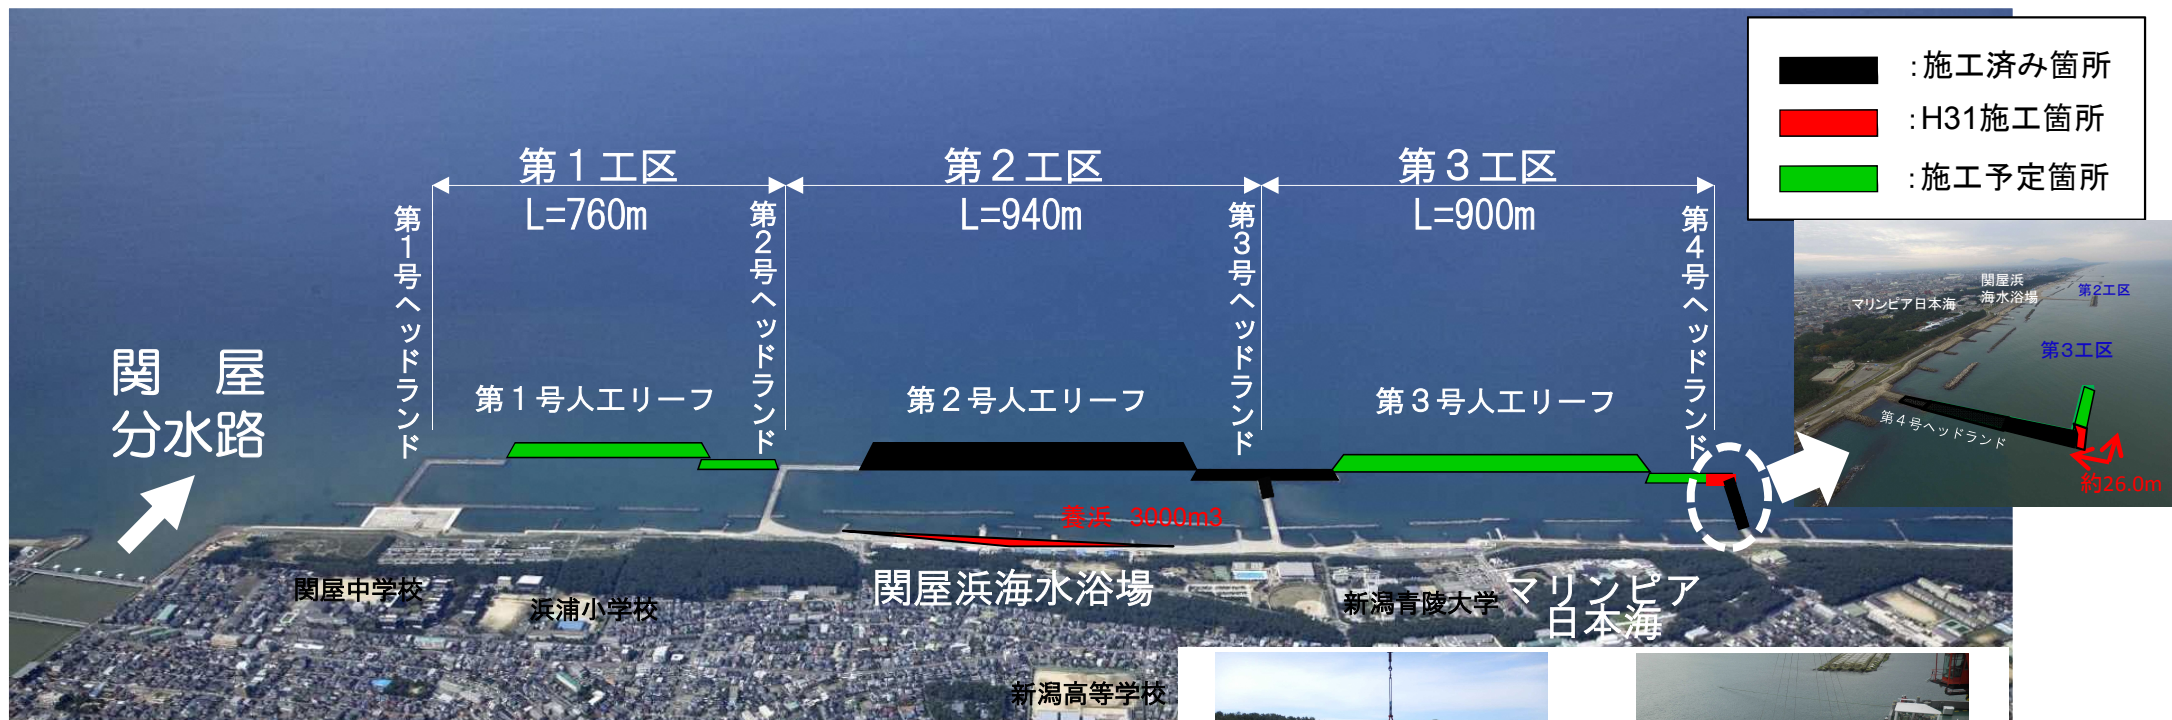 ：施工済み箇所
：H31施工箇所
：施工予定箇所
第１工区
L=760m
第２工区
L=940m
第３工区
L=900m
第1号ヘッドランド
第2号ヘッドランド
第3号ヘッドランド
第4号ヘッドランド
関　屋
分水路
第１号人工リーフ
第２号人工リーフ
第３号人工リーフ
養浜　3000m3
関屋浜海水浴場
マリンピア
日本海
関屋中学校
浜浦小学校
新潟青陵大学
新潟高等学校
マリンピア日本海
関屋浜
海水浴場
第2工区
第3工区
第４号ヘッドランド
約26.0m